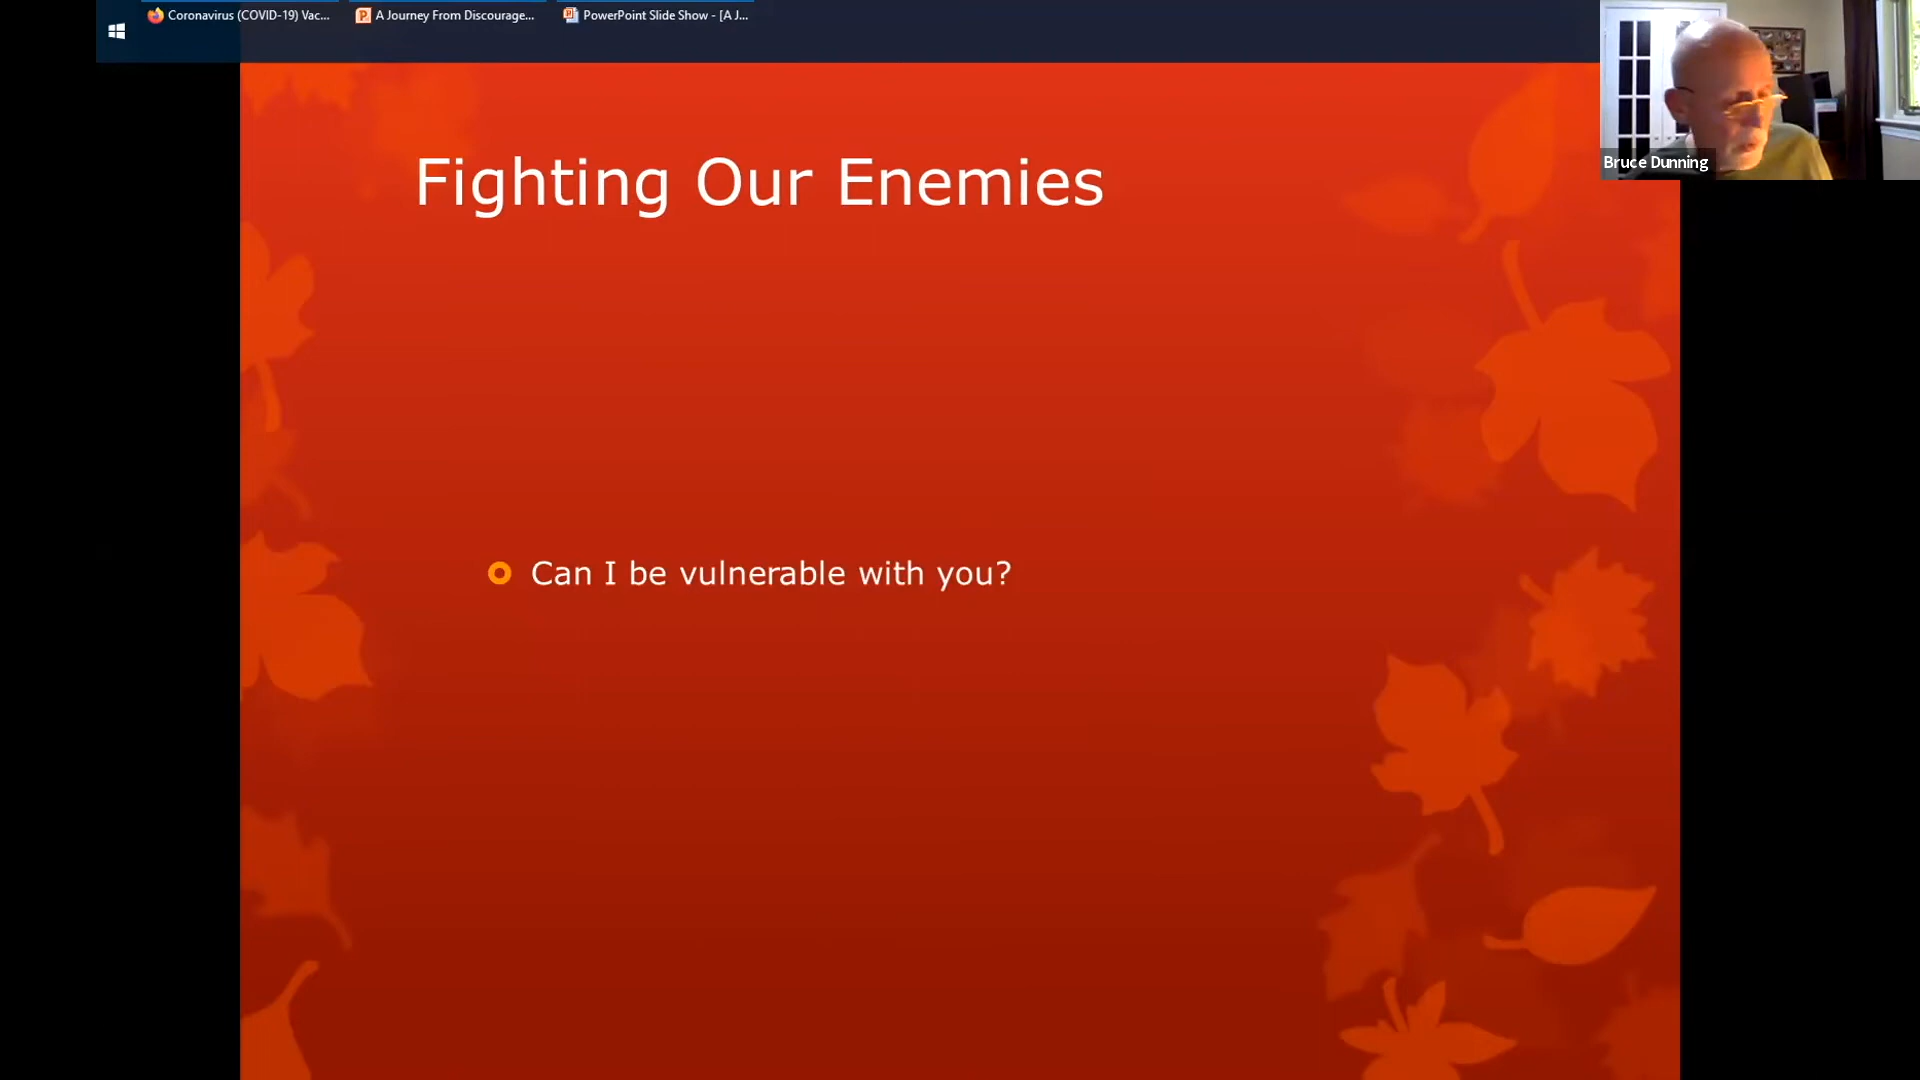 Coronavirus (COVID-19) Vac...
A Journey From Discourage...
PowerPoint Slide Show - [A J...
Bruce Dunning
Fighting Our Enemies
Can I be vulnerable with you?